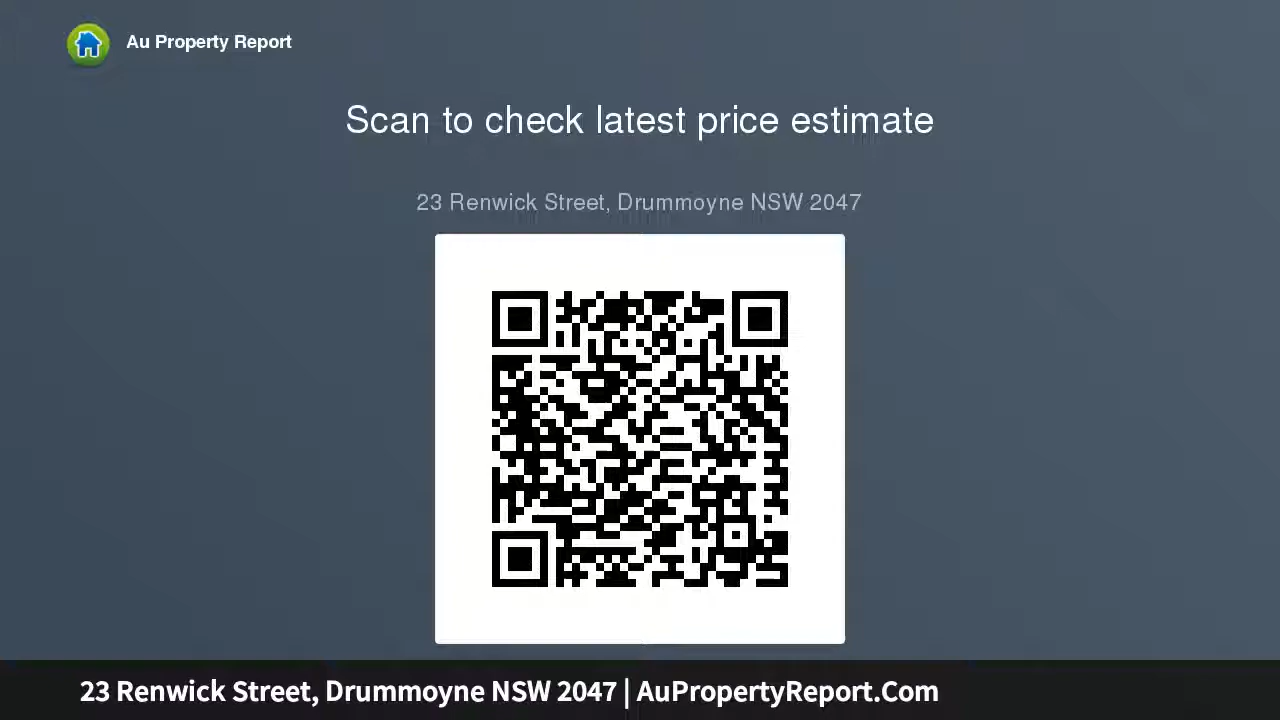 Au Property Report
Scan to check latest price estimate
23 Renwick Street, Drummoyne NSW 2047
23 Renwick Street, Drummoyne NSW 2047 | AuPropertyReport.Com